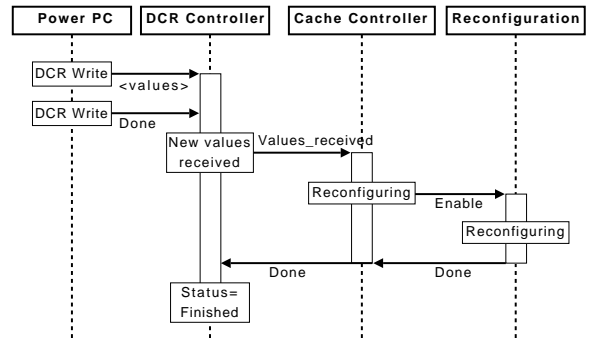 Power PC
DCR Controller
Cache Controller
Reconfiguration
DCR Write
<values>
DCR Write
Done
New values
received
Values_received
Reconfiguring
Enable
Reconfiguring
Done
Done
Status=
Finished